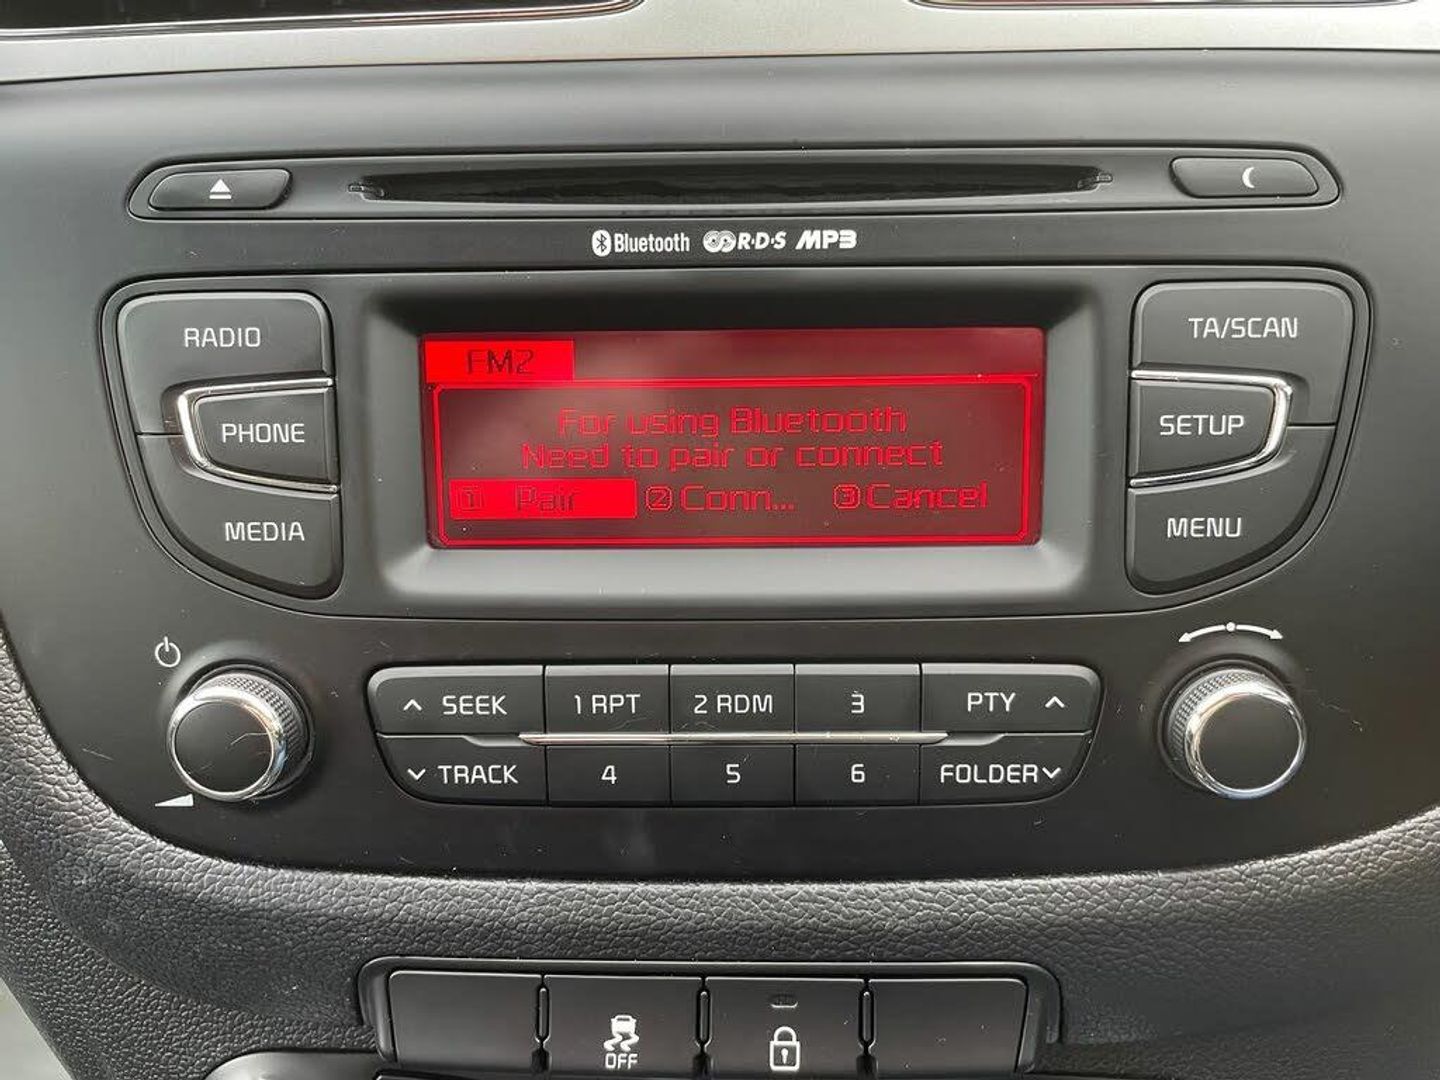 Bluetooth R·D·S MP3
RADIO
TA/SCAN
FM2
For using Bluetooth
Need to pair or connect
1 Pair 2 Conn... 3 Cancel
PHONE
SETUP
MEDIA
MENU
SEEK 1 RPT 2 RDM 3 PTY
TRACK 4 5 6 FOLDER
OFF